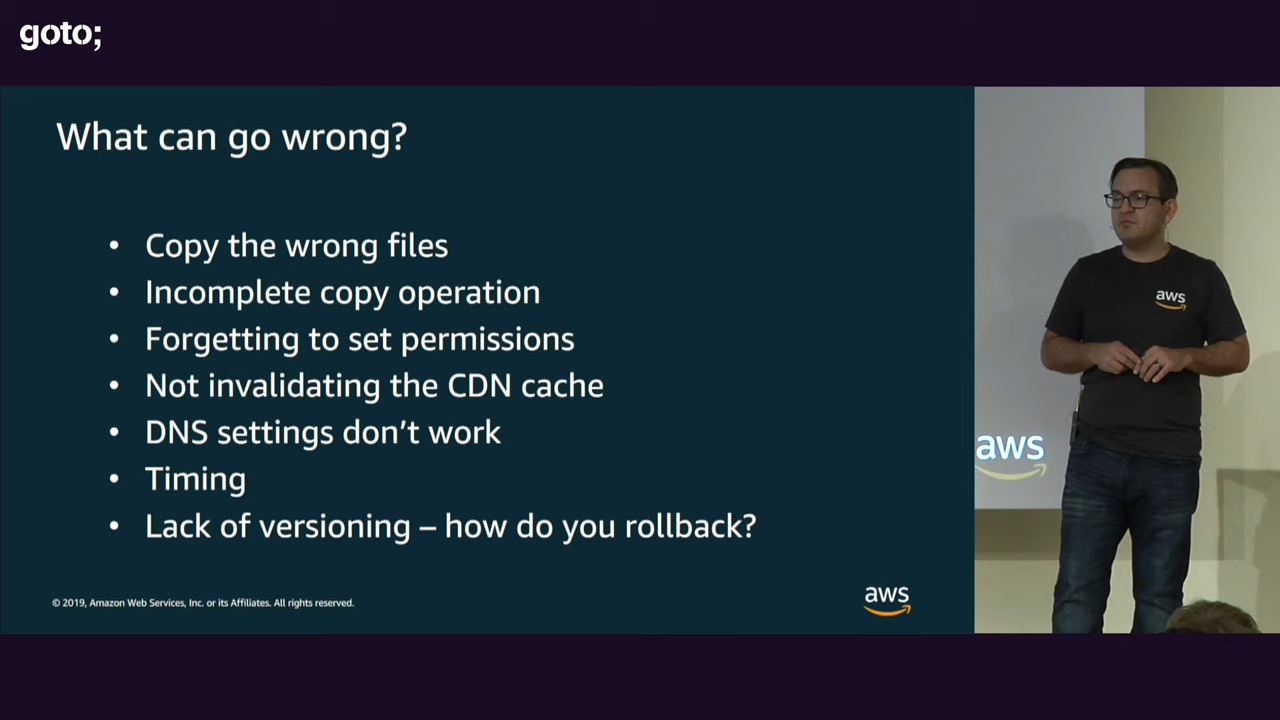 goto;
What can go wrong?
• Copy the wrong files
• Incomplete copy operation
• Forgetting to set permissions
• Not invalidating the CDN cache
• DNS settings don’t work
• Timing
• Lack of versioning – how do you rollback?
© 2019, Amazon Web Services, Inc. or its Affiliates. All rights reserved.
aws
aws
aws